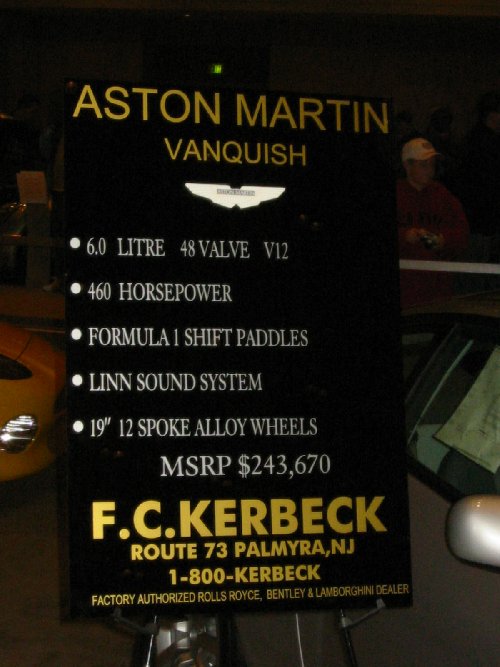 ASTON MARTIN
VANQUISH
ASTON MARTIN
• 6.0 LITRE 48 VALVE V12
• 460 HORSEPOWER
• FORMULA 1 SHIFT PADDLES
• LINN SOUND SYSTEM
• 19" 12 SPOKE ALLOY WHEELS
MSRP $243,670
F.C.KERBECK
ROUTE 73 PALMYRA,NJ
1-800-KERBECK
FACTORY AUTHORIZED ROLLS ROYCE, BENTLEY & LAMBORGHINI DEALER